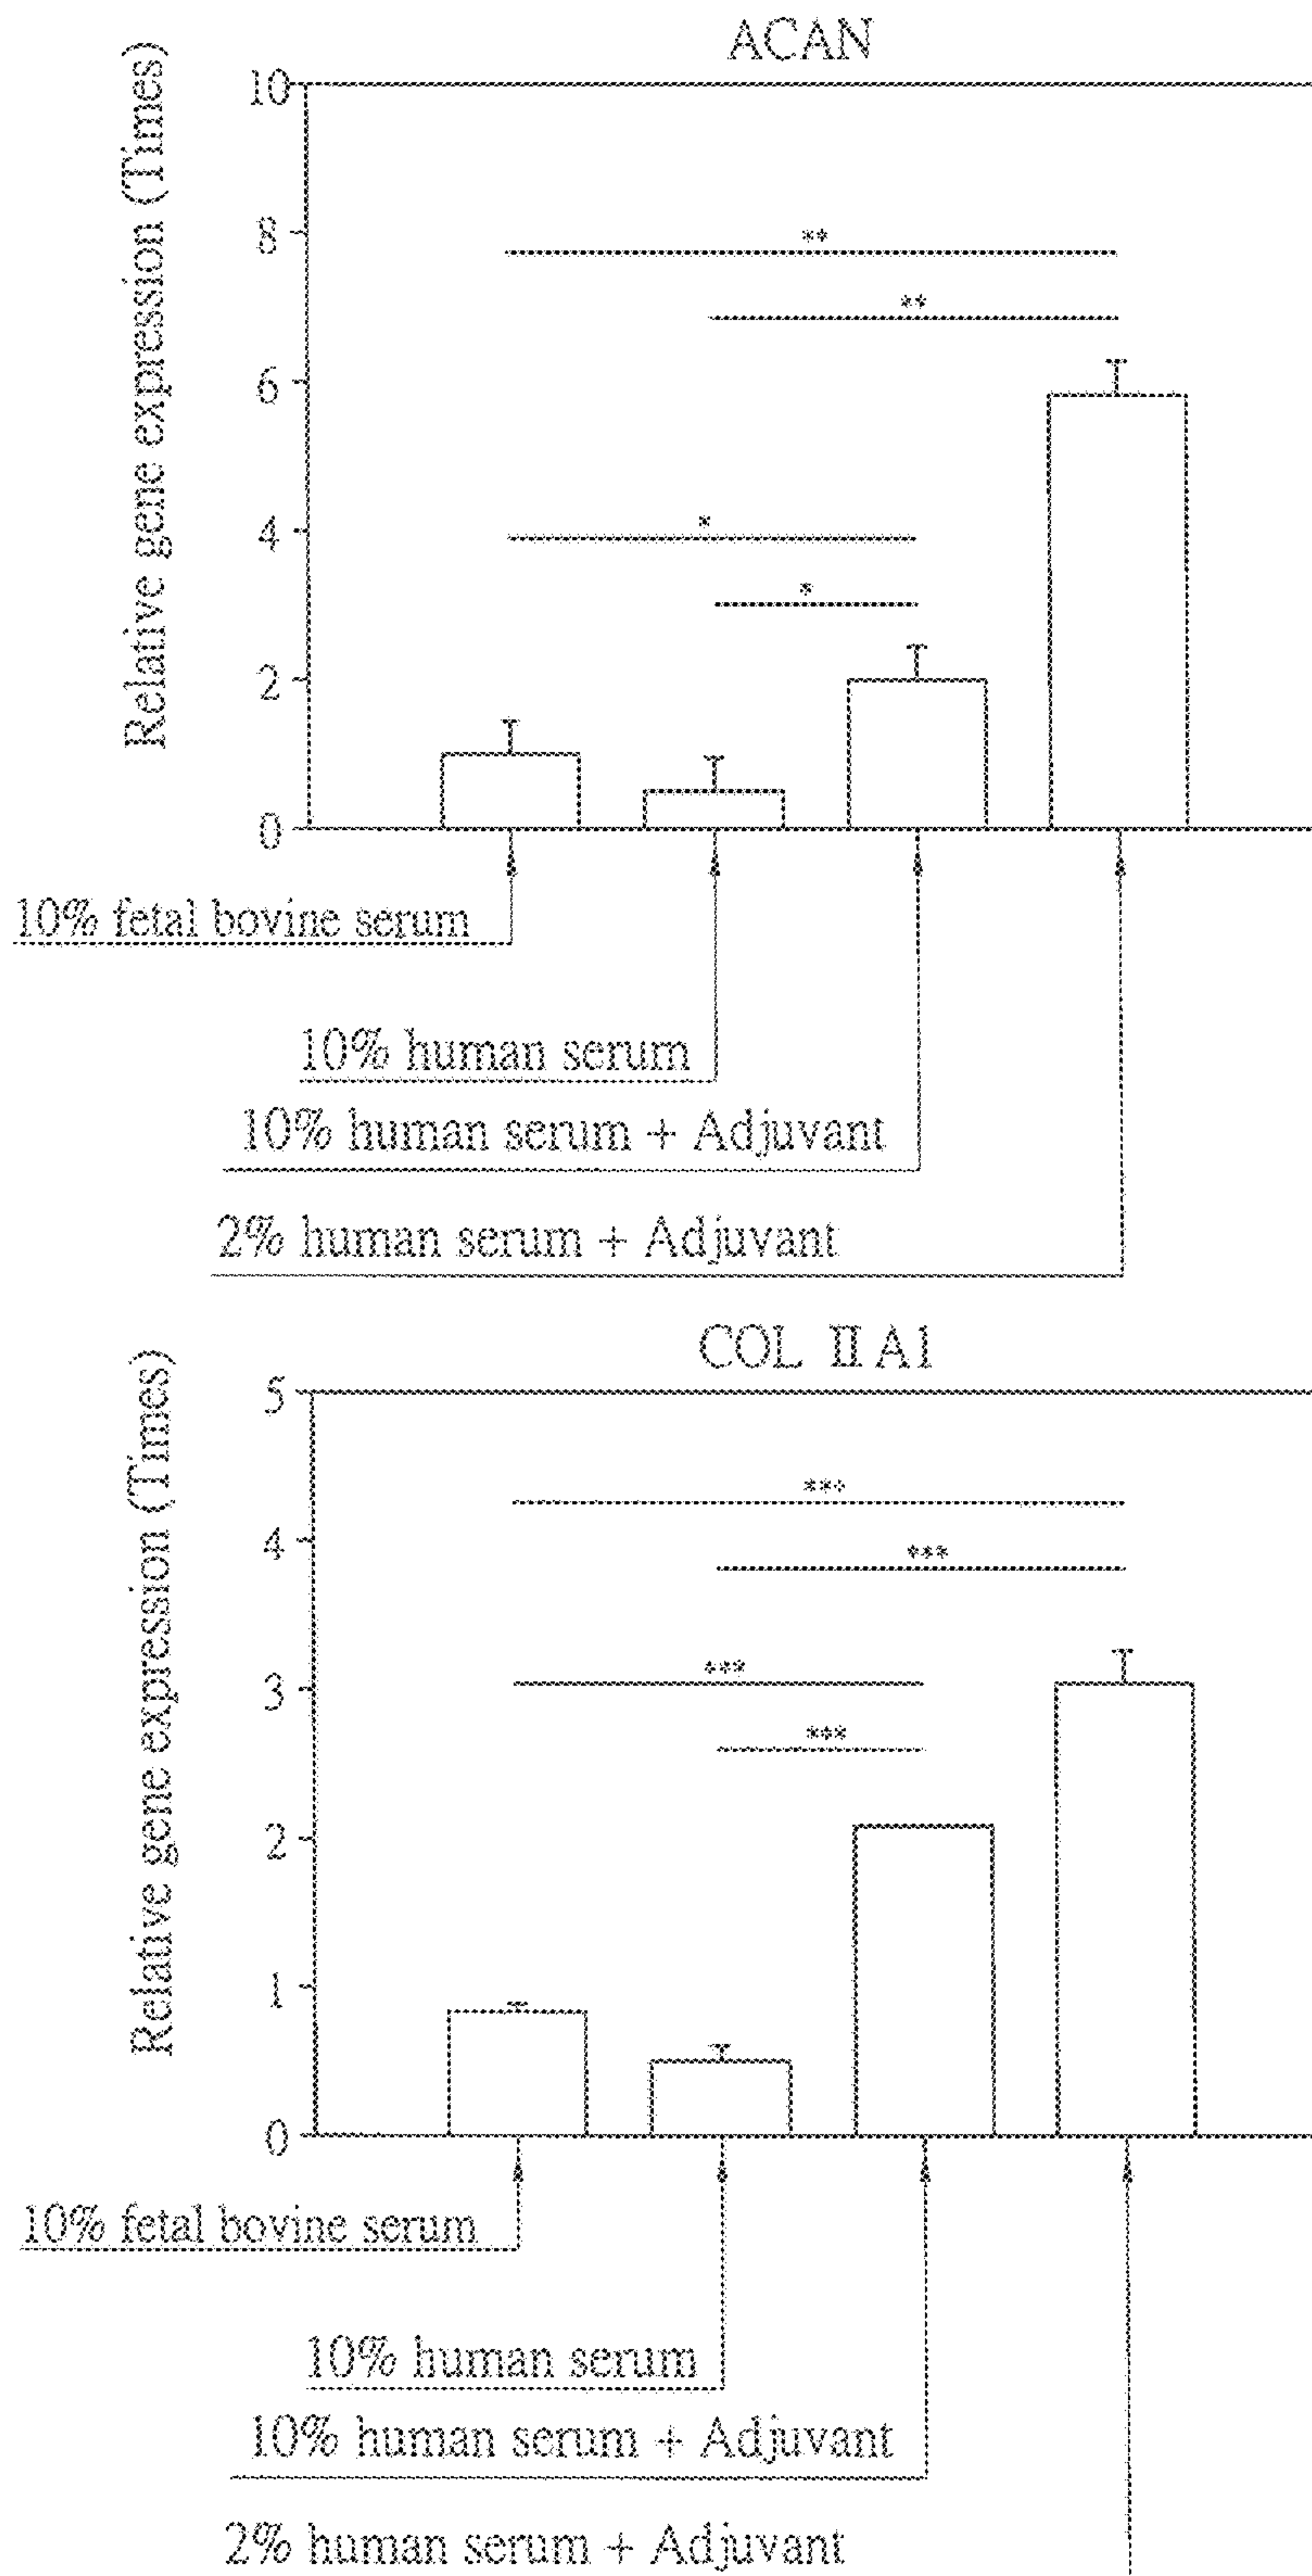 ACAN
Relative gene expression (Times)
10
8
6
4
2
0
**
**
*
*
10% fetal bovine serum
10% human serum
10% human serum + Adjuvant
2% human serum + Adjuvant
COL II A1
Relative gene expression (Times)
5
4
3
2
1
0
***
***
***
***
10% fetal bovine serum
10% human serum
10% human serum + Adjuvant
2% human serum + Adjuvant